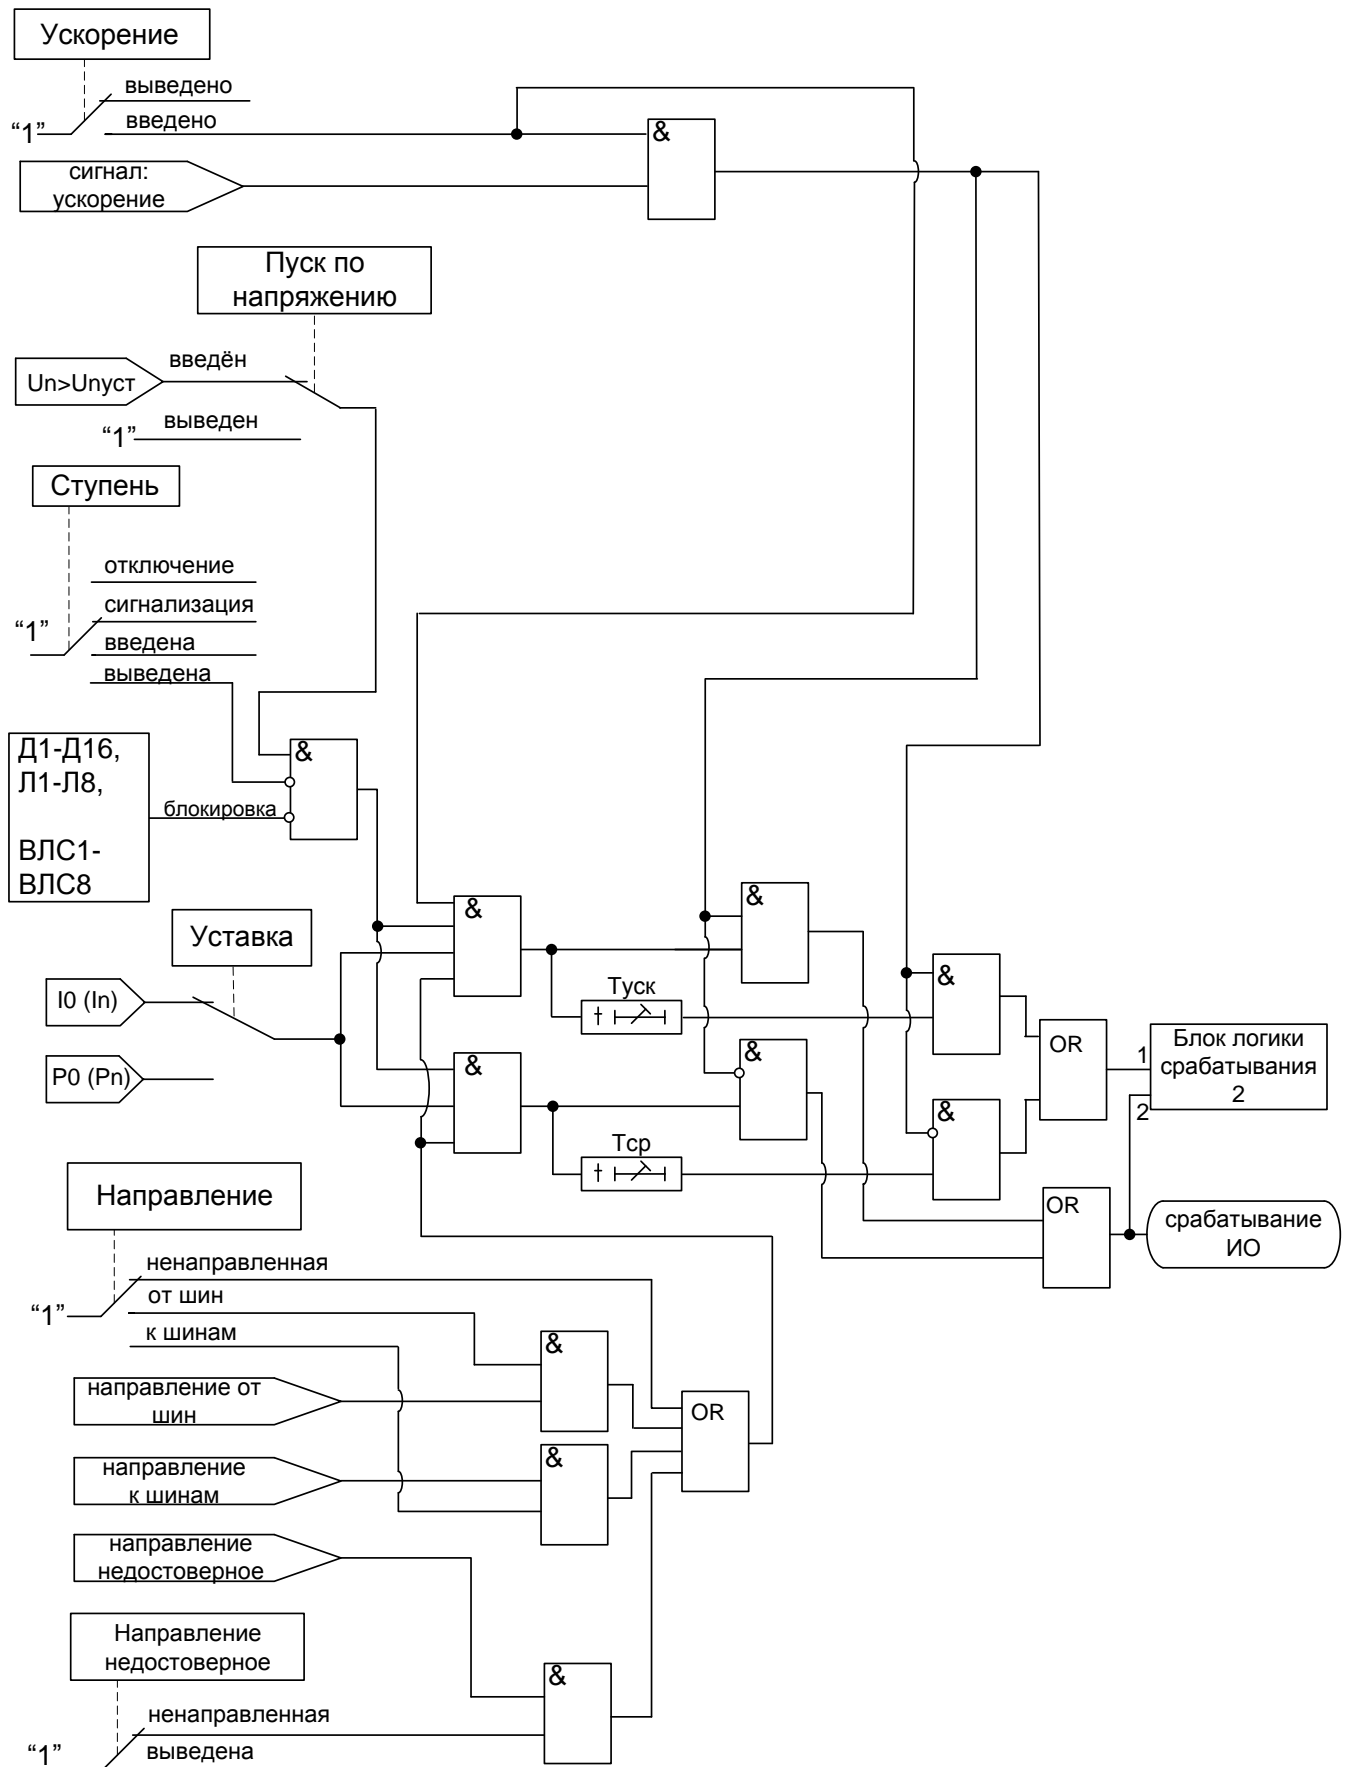 Ускорение
выведено
“1”
введено
&
сигнал:
ускорение
Пуск по
напряжению
введён
Uп>Uпуст
выведен
“1”
Ступень
отключение
сигнализация
“1”
введена
выведена
Д1-Д16,
Л1-Л8,
ВЛС1-
ВЛС8
блокировка
&
Уставка
I0 (In)
P0 (Pn)
&
&
Туск
&
&
OR
1
2
Блок логики
срабатывания
2
&
&
Тср
&
OR
срабатывание
ИО
Направление
ненаправленная
“1”
от шин
к шинам
&
направление от
шин
OR
&
направление
к шинам
направление
недостоверное
Направление
недостоверное
&
ненаправленная
“1”
выведена